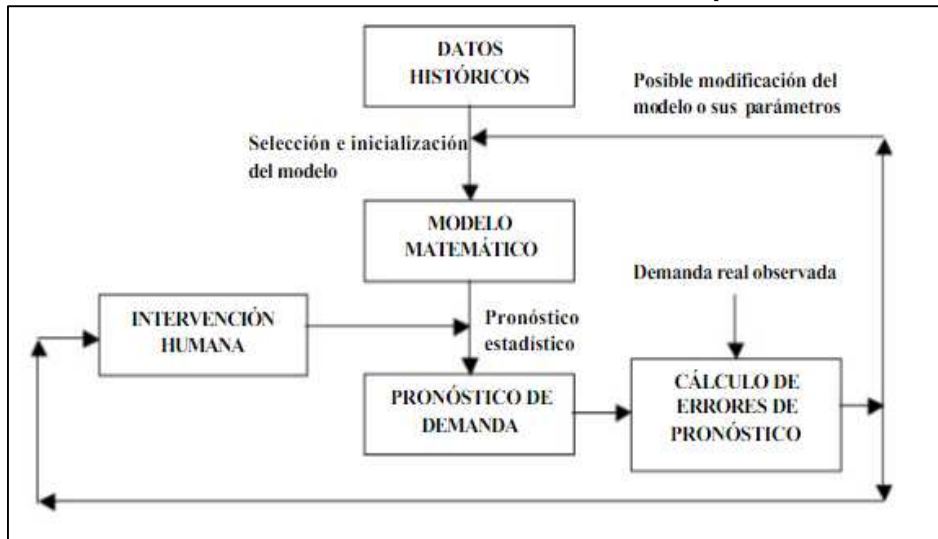 DATOS
HISTÓRICOS
Posible modificación del
modelo o sus parámetros
Selección e inicialización
del modelo
MODELO
MATEMÁTICO
Demanda real observada
INTERVENCIÓN
HUMANA
Pronóstico
estadístico
PRONÓSTICO DE
DEMANDA
CÁLCULO DE
ERRORES DE
PRONÓSTICO